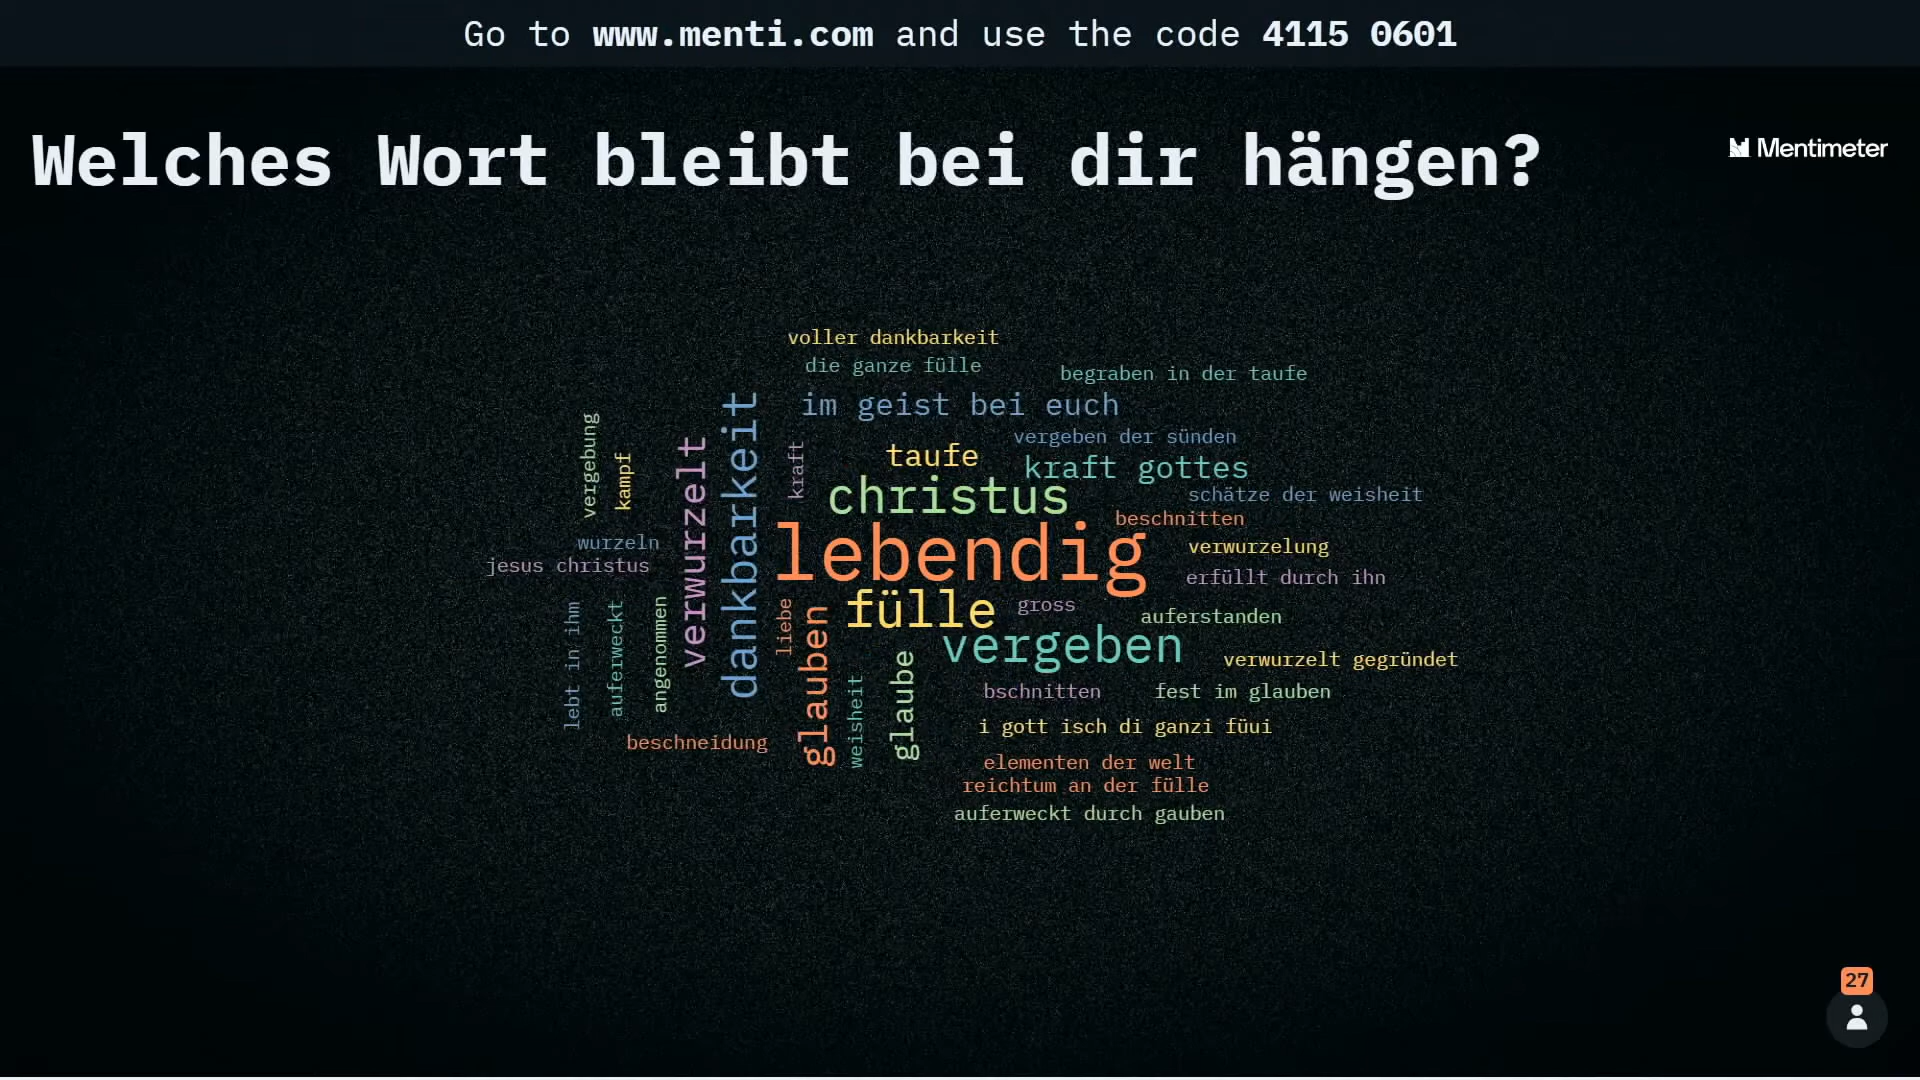 Go to www.menti.com and use the code 4115 0601
Welches Wort bleibt bei dir hängen?
Mentimeter
voller dankbarkeit
die ganze fülle
begraben in der taufe
im geist bei euch
vergebung
kampf
verwurzelt
dankbarkeit
kraft
taufe
vergeben der sünden
kraft gottes
christus
schätze der weisheit
beschnitten
lebendig
wurzeln
verwurzelung
jesus christus
erfüllt durch ihn
fülle
gross
auferstanden
lebt in ihm
auferweckt
angenommen
liebe
glauben
vergeben
verwurzelt gegründet
weisheit
glaube
bschnitten
fest im glauben
i gott isch di ganzi füui
beschneidung
elementen der welt
reichtum an der fülle
auferweckt durch gauben
27